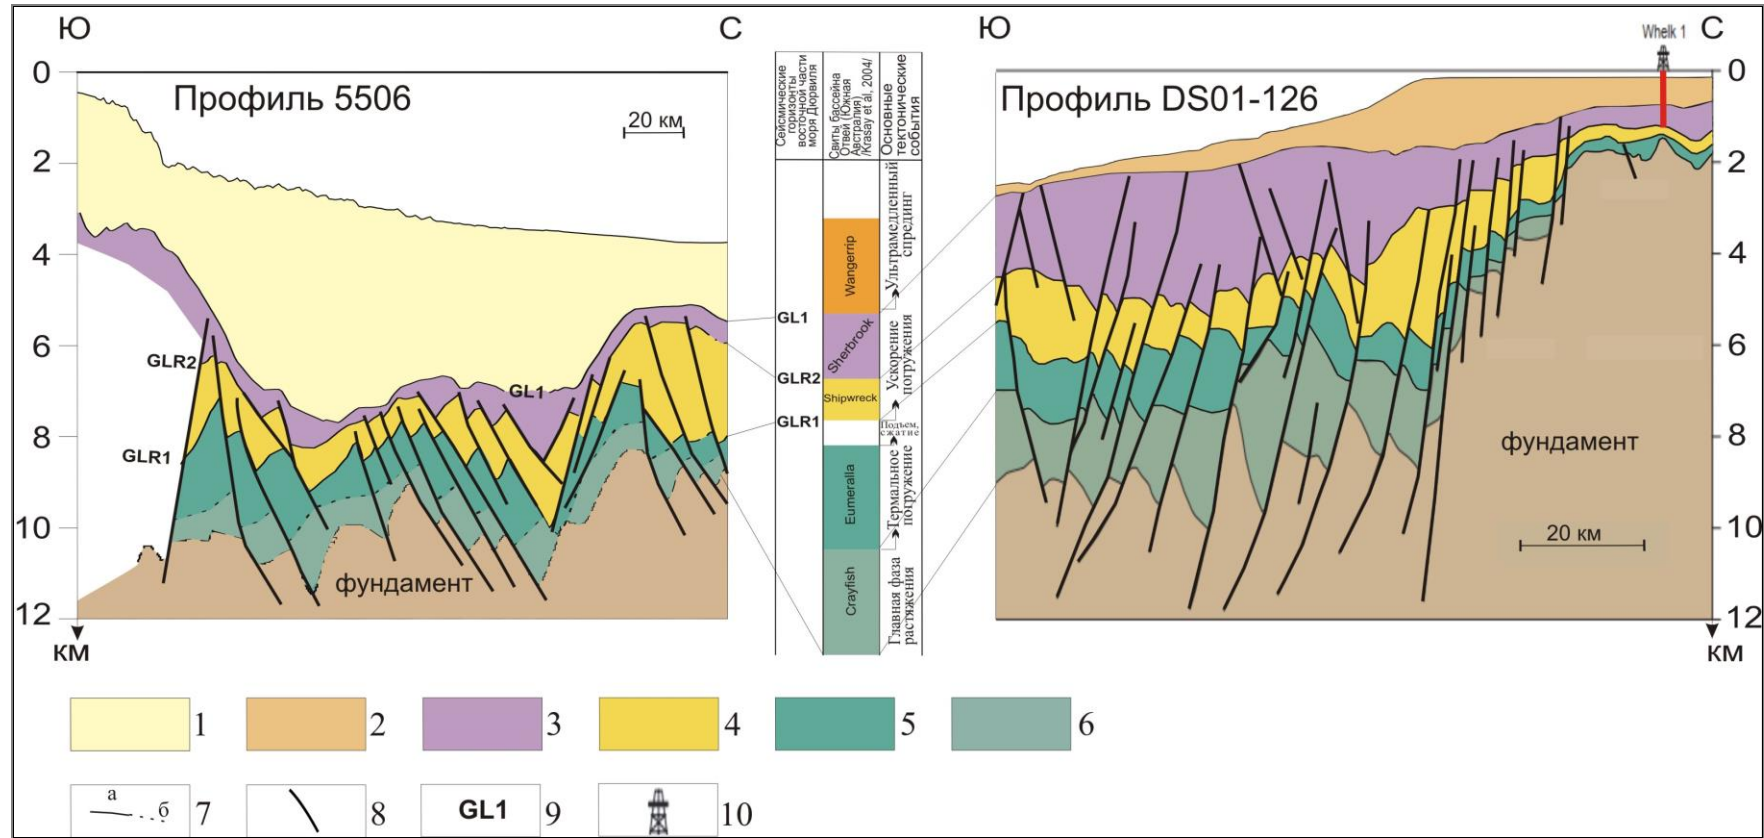 Ю
С
Ю
Whelk 1
С
0
2
4
6
8
10
12
км
Профиль 5506
20 км
GLR2
GLR1
GL1
фундамент
Сейсмические
горизонты
восточной части
моря Дюрвиля
Свиты бассейна
Отвей (Южная
Австралия)
/Krasay et al, 2004/
Основные
тектонические
события
GL1
GLR2
GLR1
Wangerrip
Sherbrook
Shipwreck
Eumeralla
Crayfish
Ультрамедленный
спрединг
Ускорение
погружения
Подъем,
сжатие
Термальное
погружение
Главная фаза
растяжения
Профиль DS01-126
фундамент
20 км
0
2
4
6
8
10
12
км
1
2
3
4
5
6
а
б
7
8
GL1
9
10